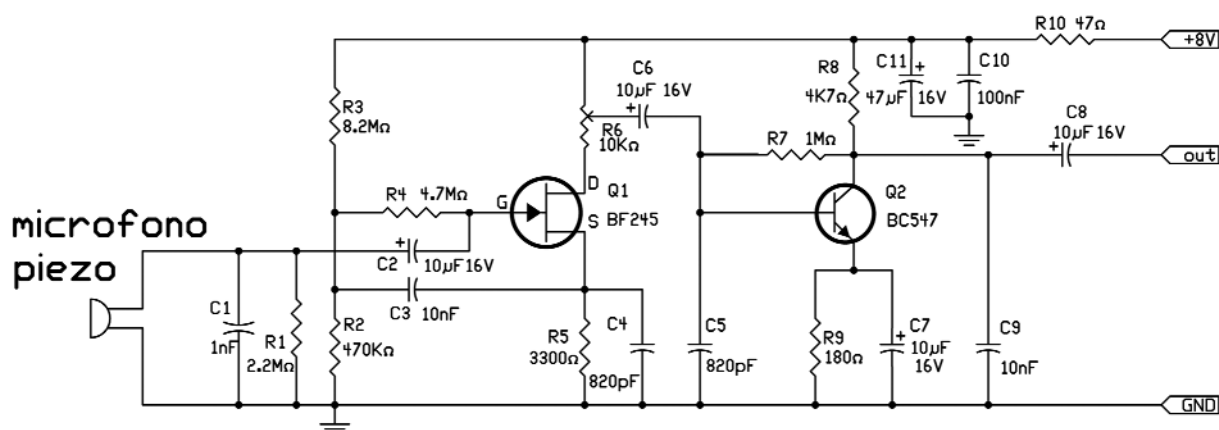 R10 47Ω
+8V
C6
10µF 16V
R8
4K7Ω
C11 +
47µF 16V
C10
100nF
R3
8.2MΩ
+
R6
10KΩ
R7 1MΩ
C8
10µF 16V
+
out
R4 4.7MΩ
G
D
S
Q1
BF245
Q2
BC547
microfono
piezo
+
C2 10µF 16V
C3 10nF
C1
1nF
R1
2.2MΩ
R2
470KΩ
R5
3300Ω
C4
820pF
C5
820pF
R9
180Ω
+
C7
10µF
16V
C9
10nF
GND